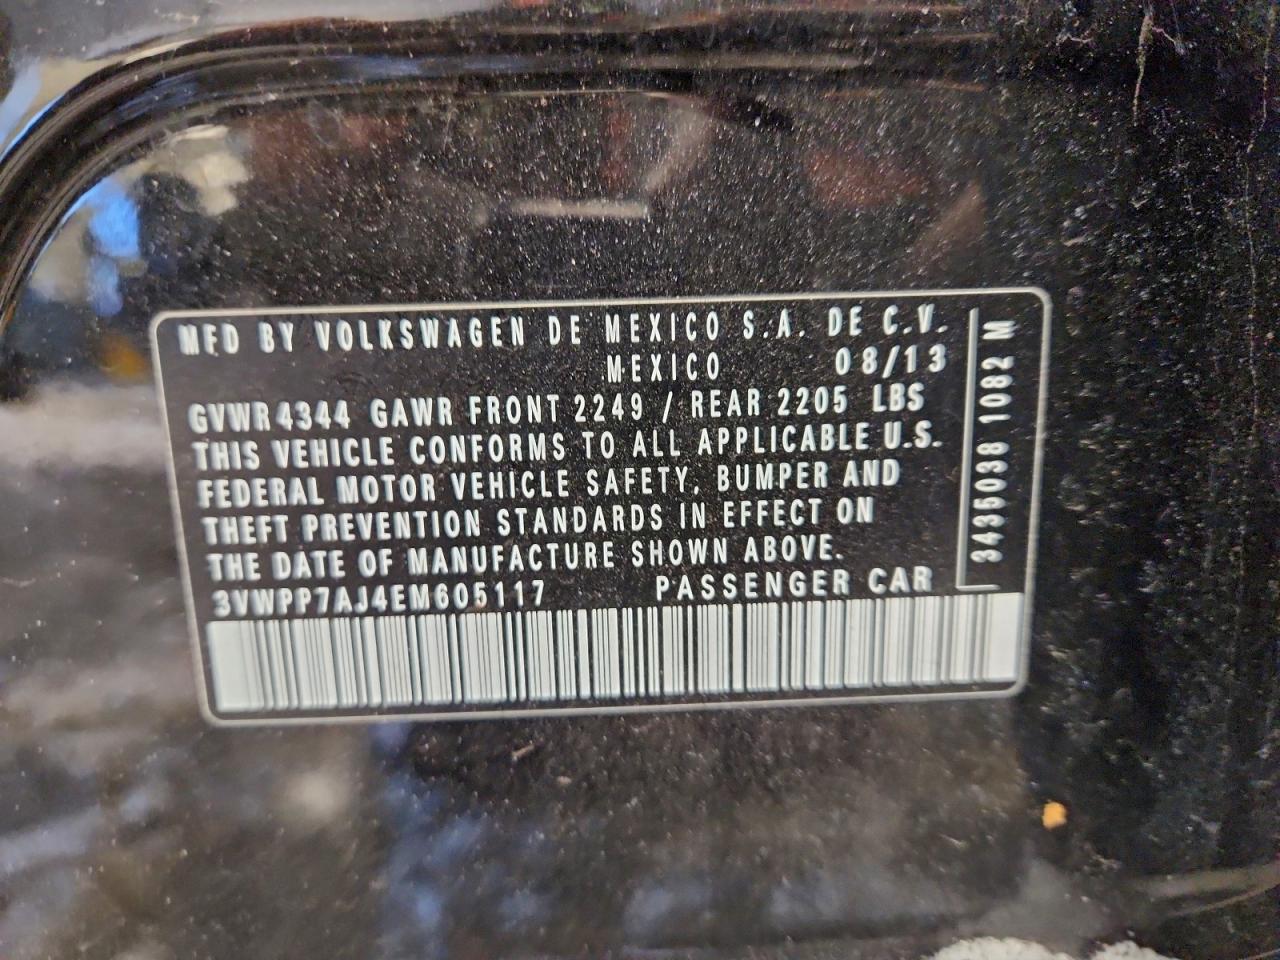 MFD BY VOLKSWAGEN DE MEXICO S.A. DE C.V.
MEXICO 08/13
GVWR 4344 GAWR FRONT 2249 / REAR 2205 LBS
THIS VEHICLE CONFORMS TO ALL APPLICABLE U.S.
FEDERAL MOTOR VEHICLE SAFETY, BUMPER AND
THEFT PREVENTION STANDARDS IN EFFECT ON
THE DATE OF MANUFACTURE SHOWN ABOVE.
3VWPP7AJ4EM605117 PASSENGER CAR
3435038 1082 M